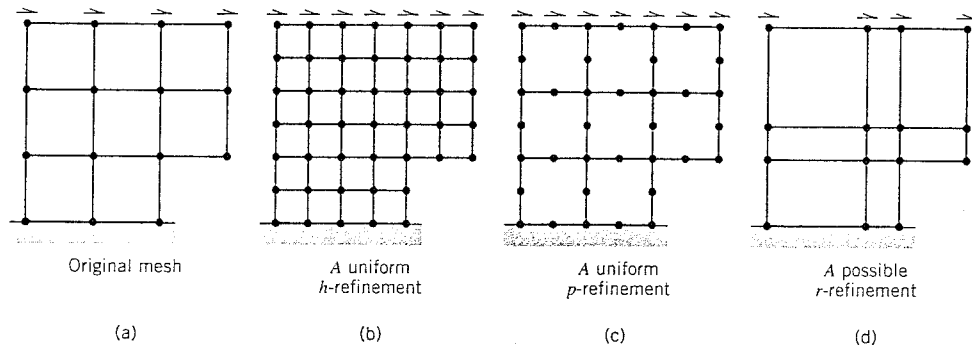 Original mesh
A uniform
h-refinement
A uniform
p-refinement
A possible
r-refinement
(a)
(b)
(c)
(d)